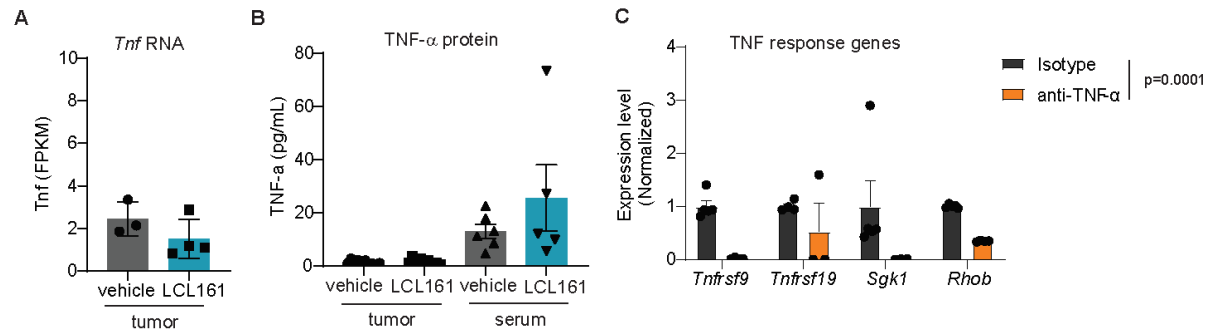 A
Tnf RNA
Tnf (FPKM)
10
8
6
4
2
0
vehicle LCL161
tumor
B
TNF-α protein
TNF-a (pg/mL)
80
60
40
20
0
vehicle LCL161 vehicle LCL161
tumor serum
C
TNF response genes
Expression level
(Normalized)
4
3
2
1
0
Tnfrsf9 Tnfrsf19 Sgk1 Rhob
Isotype
anti-TNF-α
p=0.0001